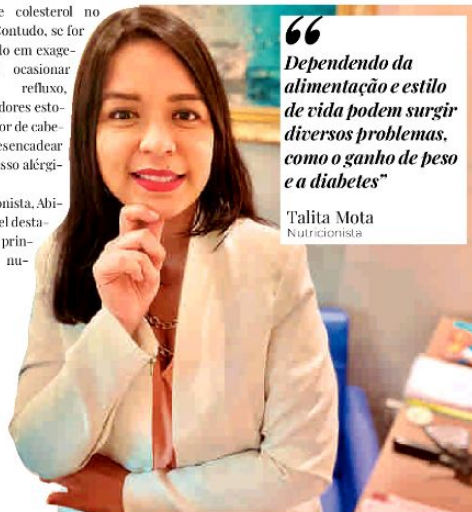 e colesterol no
Contudo, se for
do em exage-
ocasionar
refluxo,
dores esto-
or de cabe-
esencadear
sso alérgi-
onista, Abi-
el desta-
prin-
nu-
“
Dependendo da
alimentação e estilo
de vida podem surgir
diversos problemas,
como o ganho de peso
e a diabetes”
Talita Mota
Nutricionista